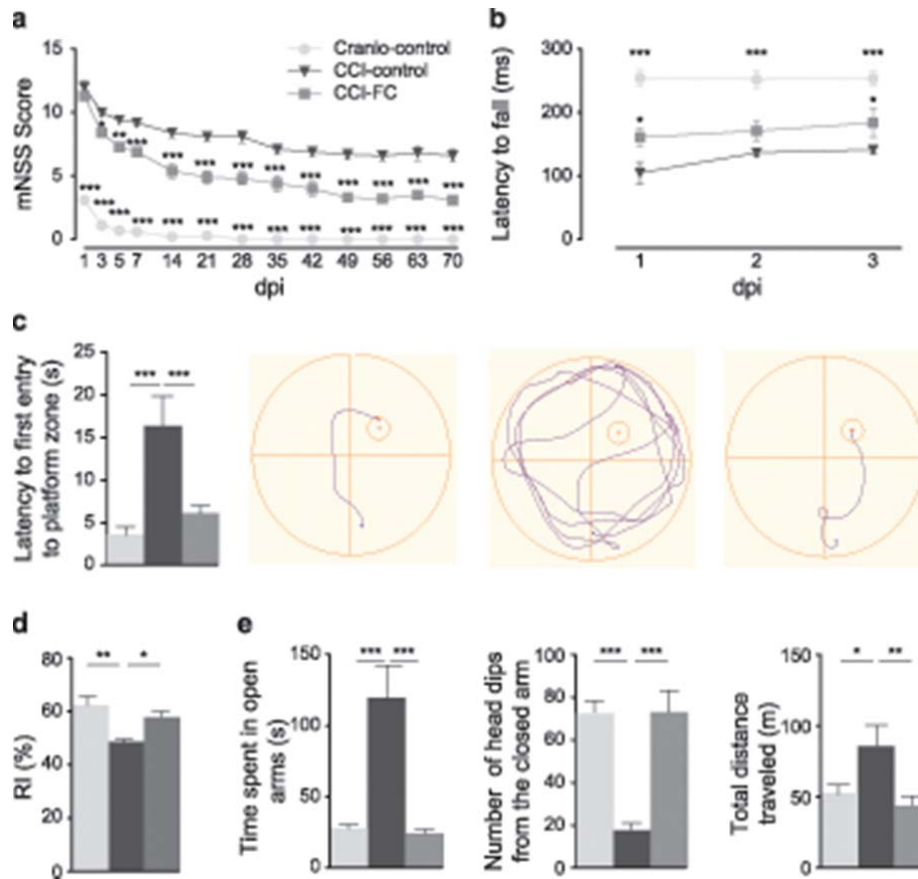 a
15
10
5
0
mNSS Score
Cranio-control
CCI-control
CCI-FC
* ** *** *** *** *** *** *** *** *** *** ***
*** *** *** *** *** *** *** *** *** *** *** *** ***
1 3 5 7 14 21 28 35 42 49 56 63 70
dpi
b
300
200
100
0
Latency to fall (ms)
*** *** ***
* *
1 2 3
dpi
c
25
20
15
10
5
0
Latency to first entry
to platform zone (s)
*** ***
d
80
60
40
20
0
RI (%)
** *
e
150
100
50
0
Time spent in open
arms (s)
*** ***
100
80
60
40
20
0
Number of head dips
from the closed arm
*** ***
150
100
50
0
Total distance
traveled (m)
* **